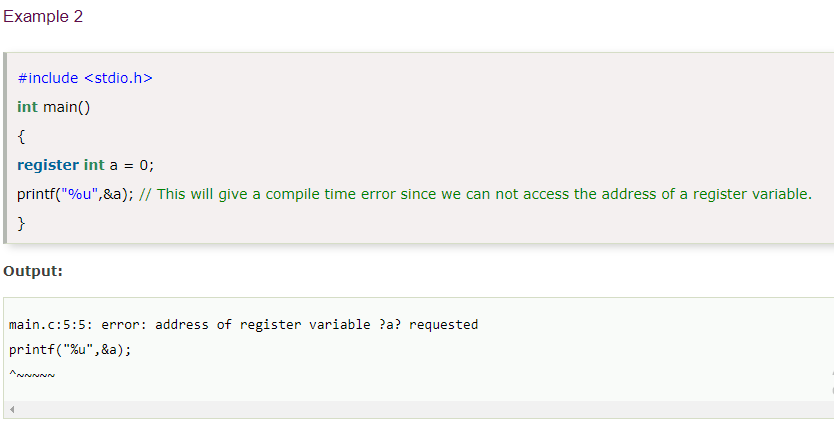 Example 2
#include <stdio.h>
int main()
{
register int a = 0;
printf("%u",&a); // This will give a compile time error since we can not access the address of a register variable.
}
Output:
main.c:5:5: error: address of register variable ?a? requested
printf("%u",&a);
^~~~~~